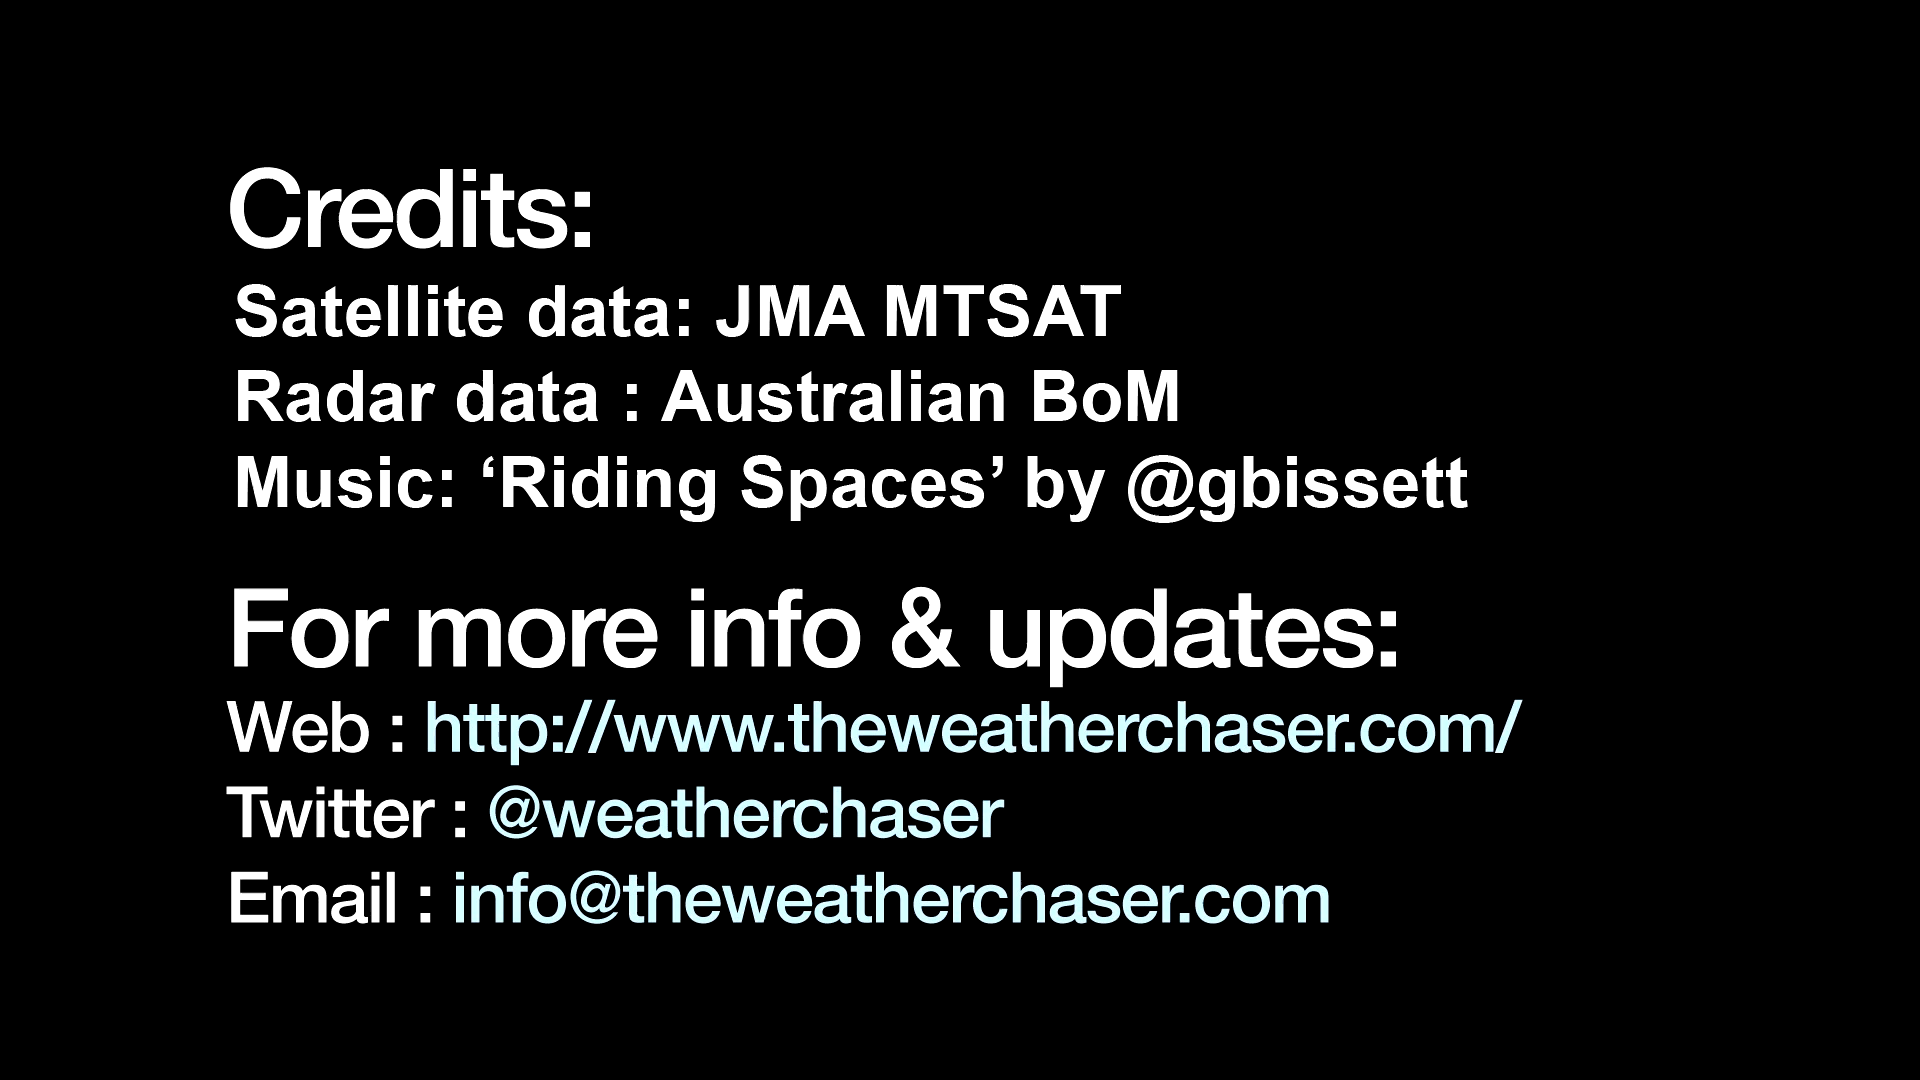 Credits:
Satellite data: JMA MTSAT
Radar data : Australian BoM
Music: ‘Riding Spaces’ by @gbissett
For more info & updates:
Web : http://www.theweatherchaser.com/
Twitter : @weatherchaser
Email : info@theweatherchaser.com